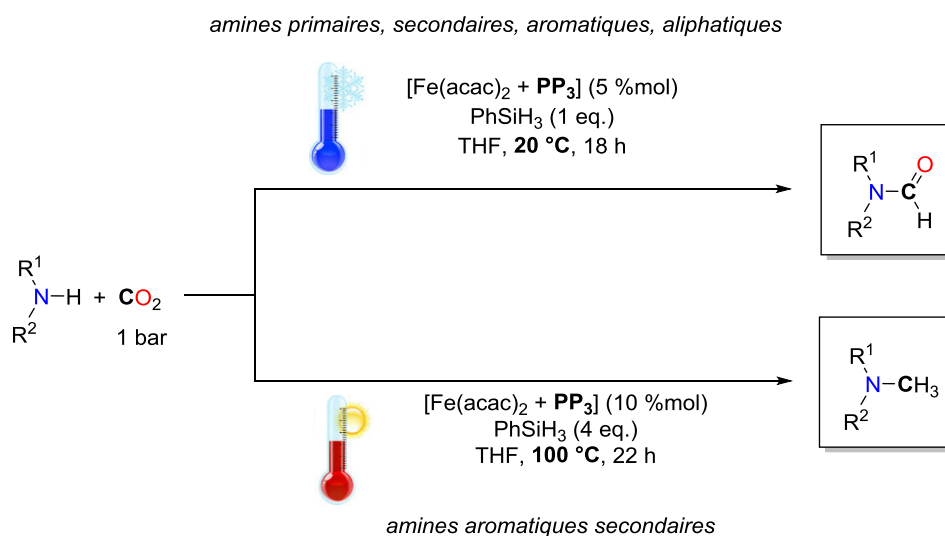 amines primaires, secondaires, aromatiques, aliphatiques
[Fe(acac)₂ + PP₃] (5 %mol)
PhSiH₃ (1 eq.)
THF, 20 °C, 18 h
R¹
N–C
O
R²
H
R¹
N–H + CO₂
R²
1 bar
R¹
N–CH₃
R²
[Fe(acac)₂ + PP₃] (10 %mol)
PhSiH₃ (4 eq.)
THF, 100 °C, 22 h
amines aromatiques secondaires